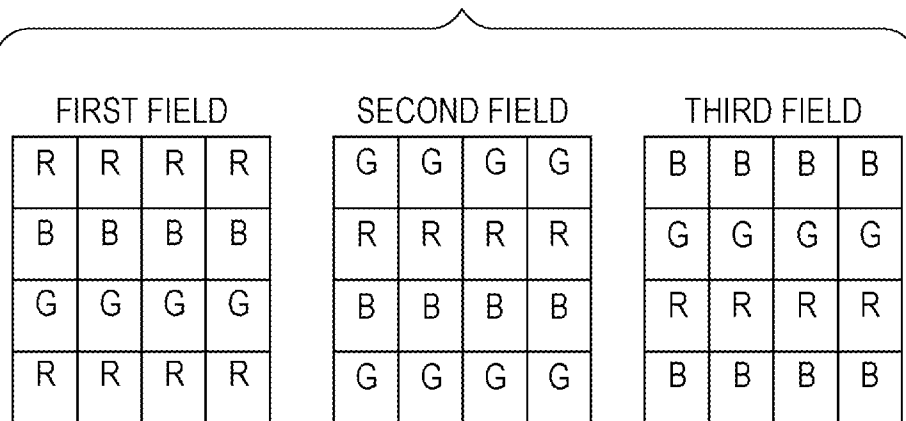 FIRST FIELD SECOND FIELD THIRD FIELD
R R R R G G G G B B B B
B B B B R R R R G G G G
G G G G B B B B R R R R
R R R R G G G G B B B B